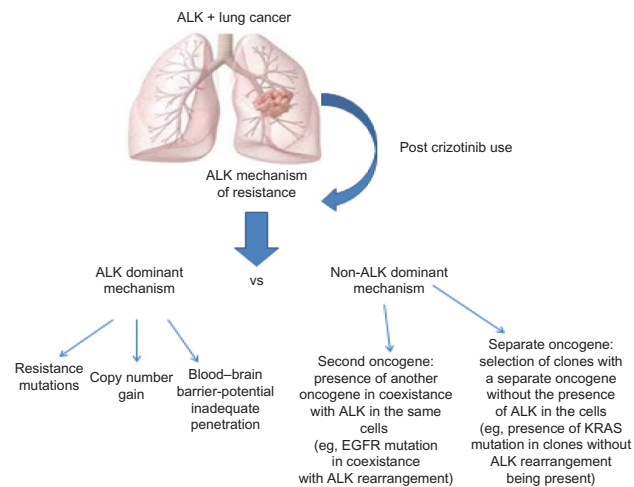 ALK + lung cancer
Post crizotinib use
ALK mechanism
of resistance
ALK dominant
mechanism
vs
Non-ALK dominant
mechanism
Resistance
mutations
Copy number
gain
Blood–brain
barrier-potential
inadequate
penetration
Second oncogene:
presence of another
oncogene in coexistance
with ALK in the same
cells
(eg, EGFR mutation
in coexistance
with ALK rearrangement)
Separate oncogene:
selection of clones with
a separate oncogene
without the presence
of ALK in the cells
(eg, presence of KRAS
mutation in clones without
ALK rearrangement
being present)